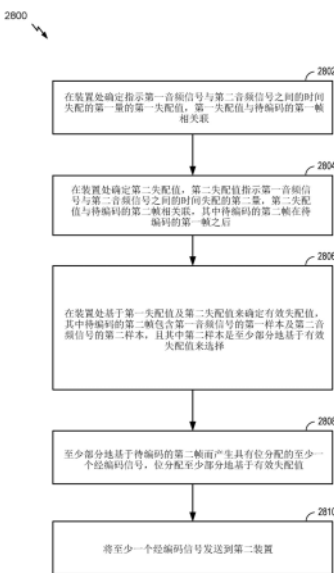 2800
2802
在装置处确定指示第一音频信号与第二音频信号之间的时间
失配的第一量的第一失配值，第一失配值与待编码的第一帧
相关联
2804
在装置处确定第二失配值，第二失配值指示第一音频信
号与第二音频信号之间的时间失配的第二量，第二失配
值与待编码的第二帧相关联，其中待编码的第二帧在待
编码的第一帧之后
2806
在装置处基于第一失配值及第二失配值来确定有效失配值，
其中待编码的第二帧包含第一音频信号的第一样本及第二音
频信号的第二样本，且其中第二样本是至少部分地基于有效
失配值来选择
2808
至少部分地基于待编码的第二帧而产生具有位分配的至少一
个经编码信号，位分配至少部分地基于有效失配值
2810
将至少一个经编码信号发送到第二装置